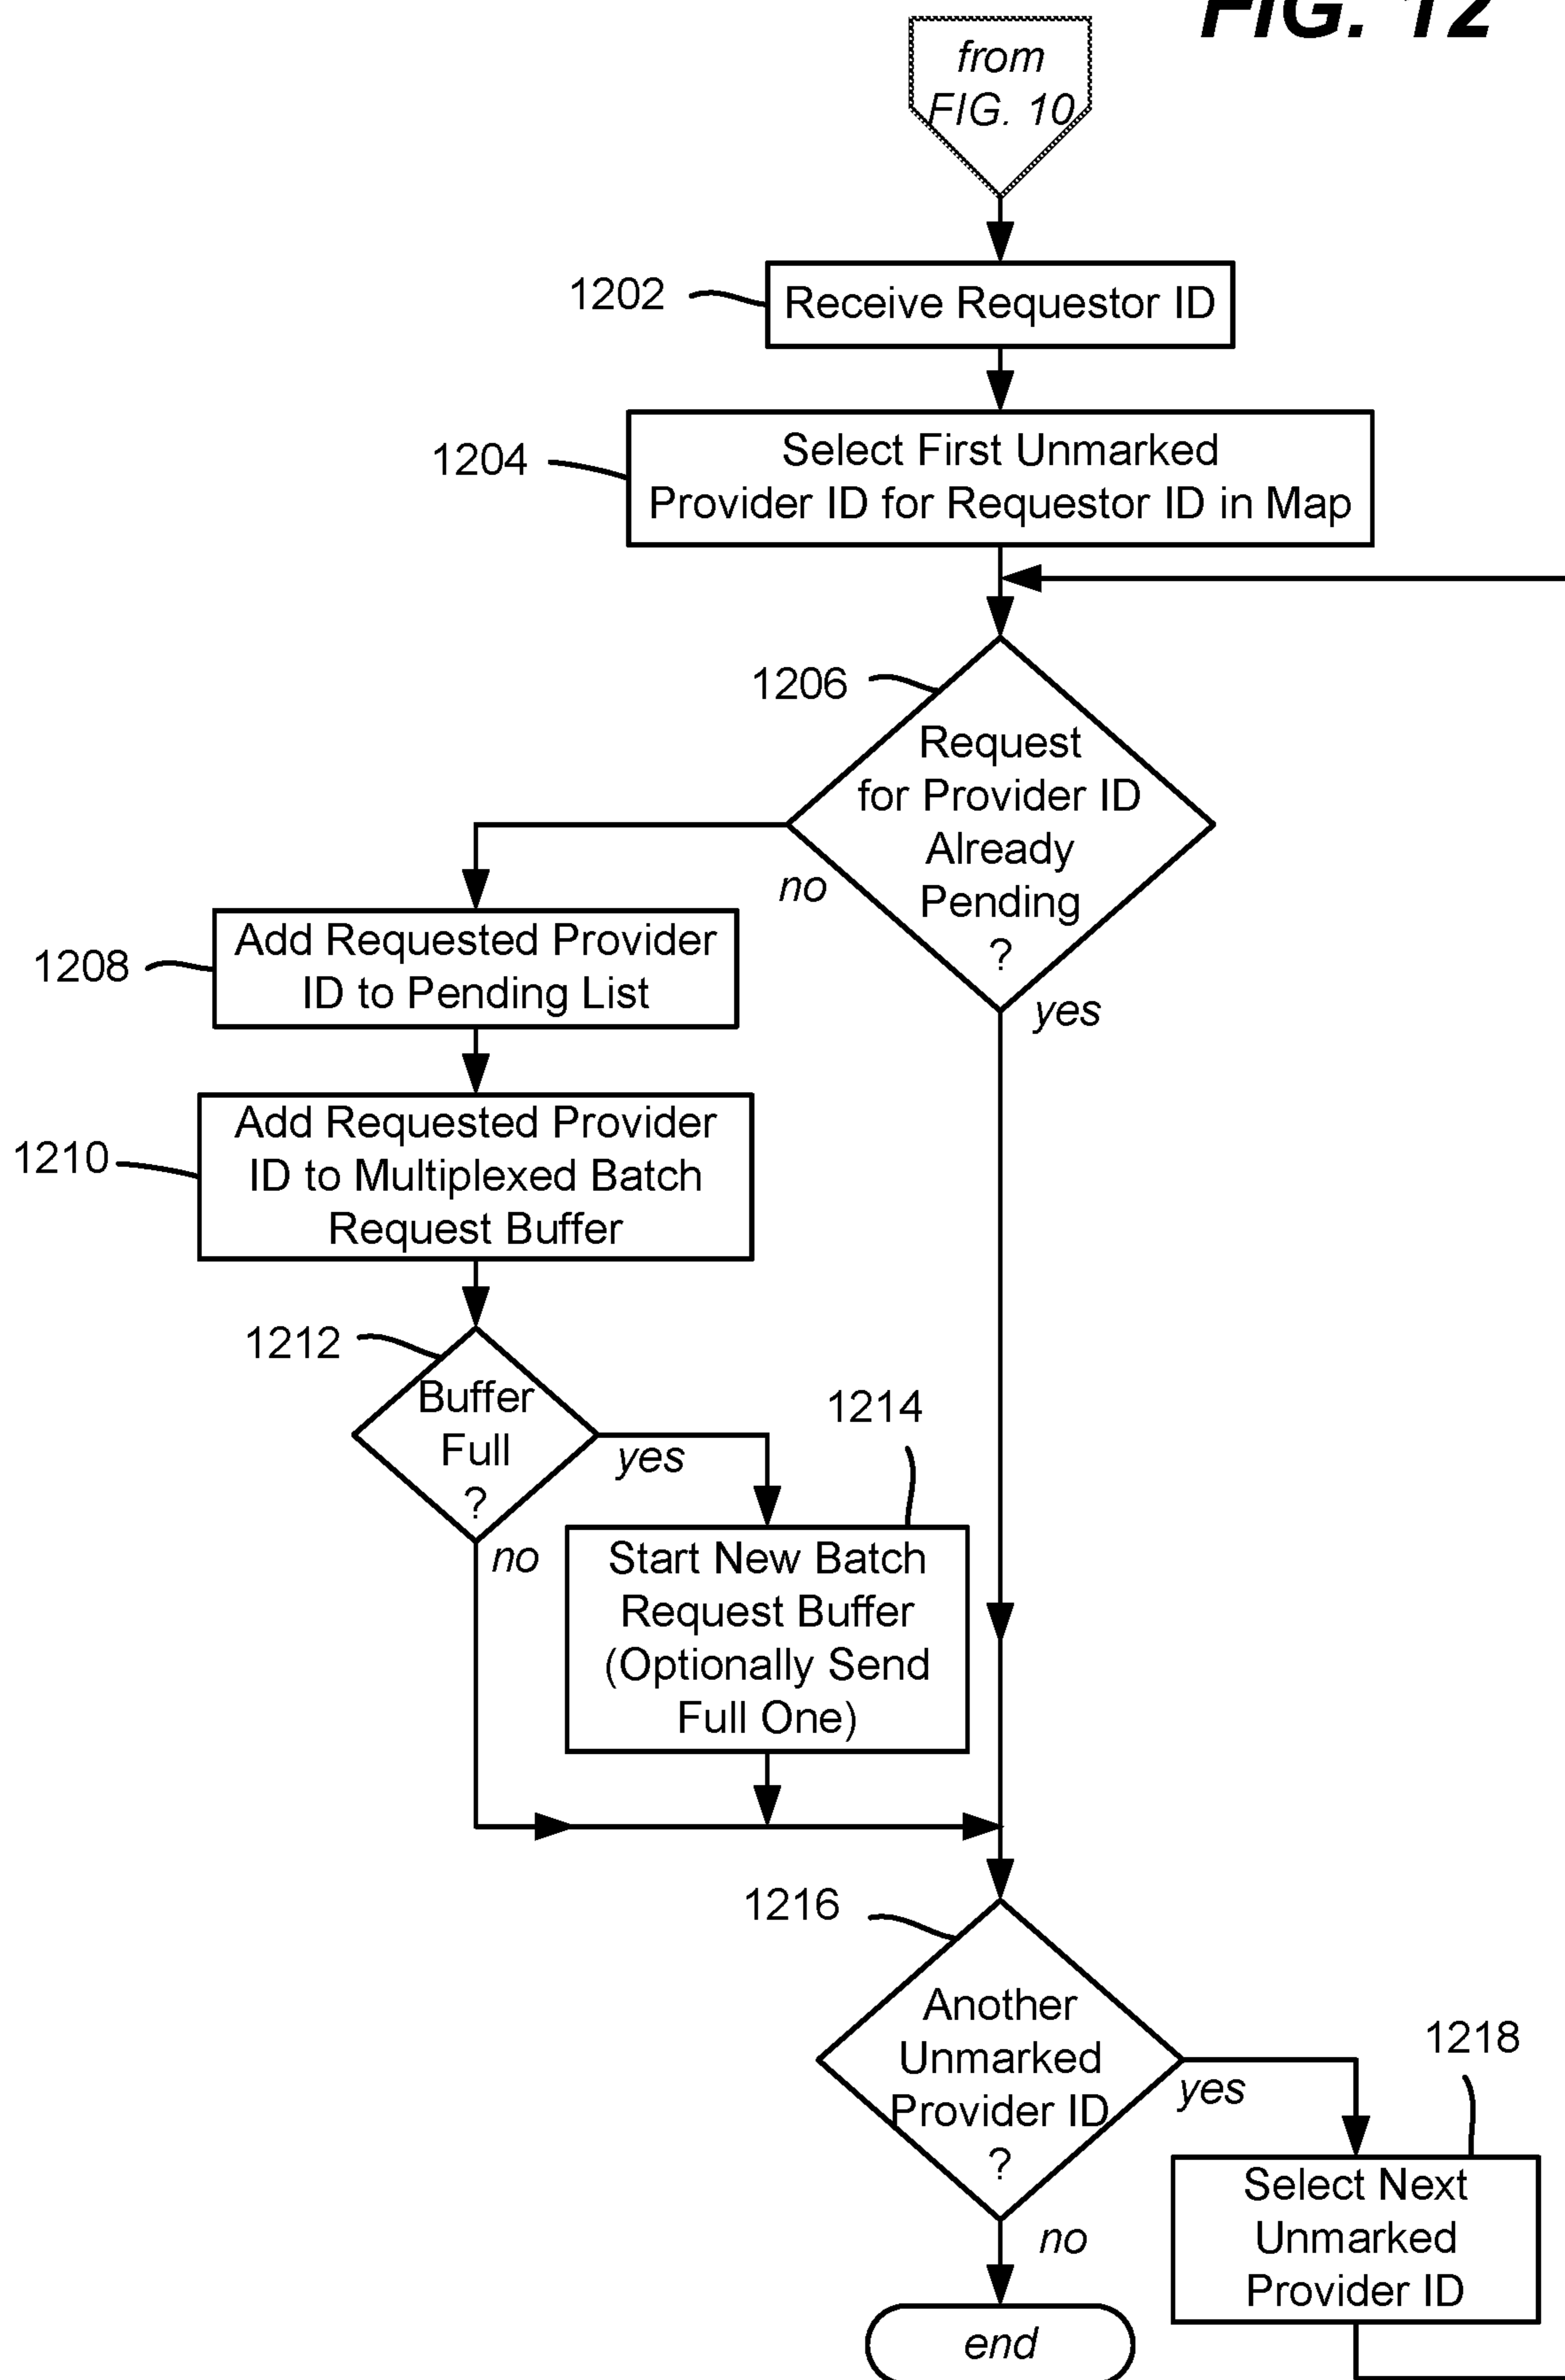 FIG. 12
from
FIG. 10
1202
Receive Requestor ID
1204
Select First Unmarked
Provider ID for Requestor ID in Map
1206
Request
for Provider ID
Already
Pending
?
no
yes
1208
Add Requested Provider
ID to Pending List
1210
Add Requested Provider
ID to Multiplexed Batch
Request Buffer
1212
Buffer
Full
?
yes
no
1214
Start New Batch
Request Buffer
(Optionally Send
Full One)
1216
Another
Unmarked
Provider ID
?
yes
no
1218
Select Next
Unmarked
Provider ID
end